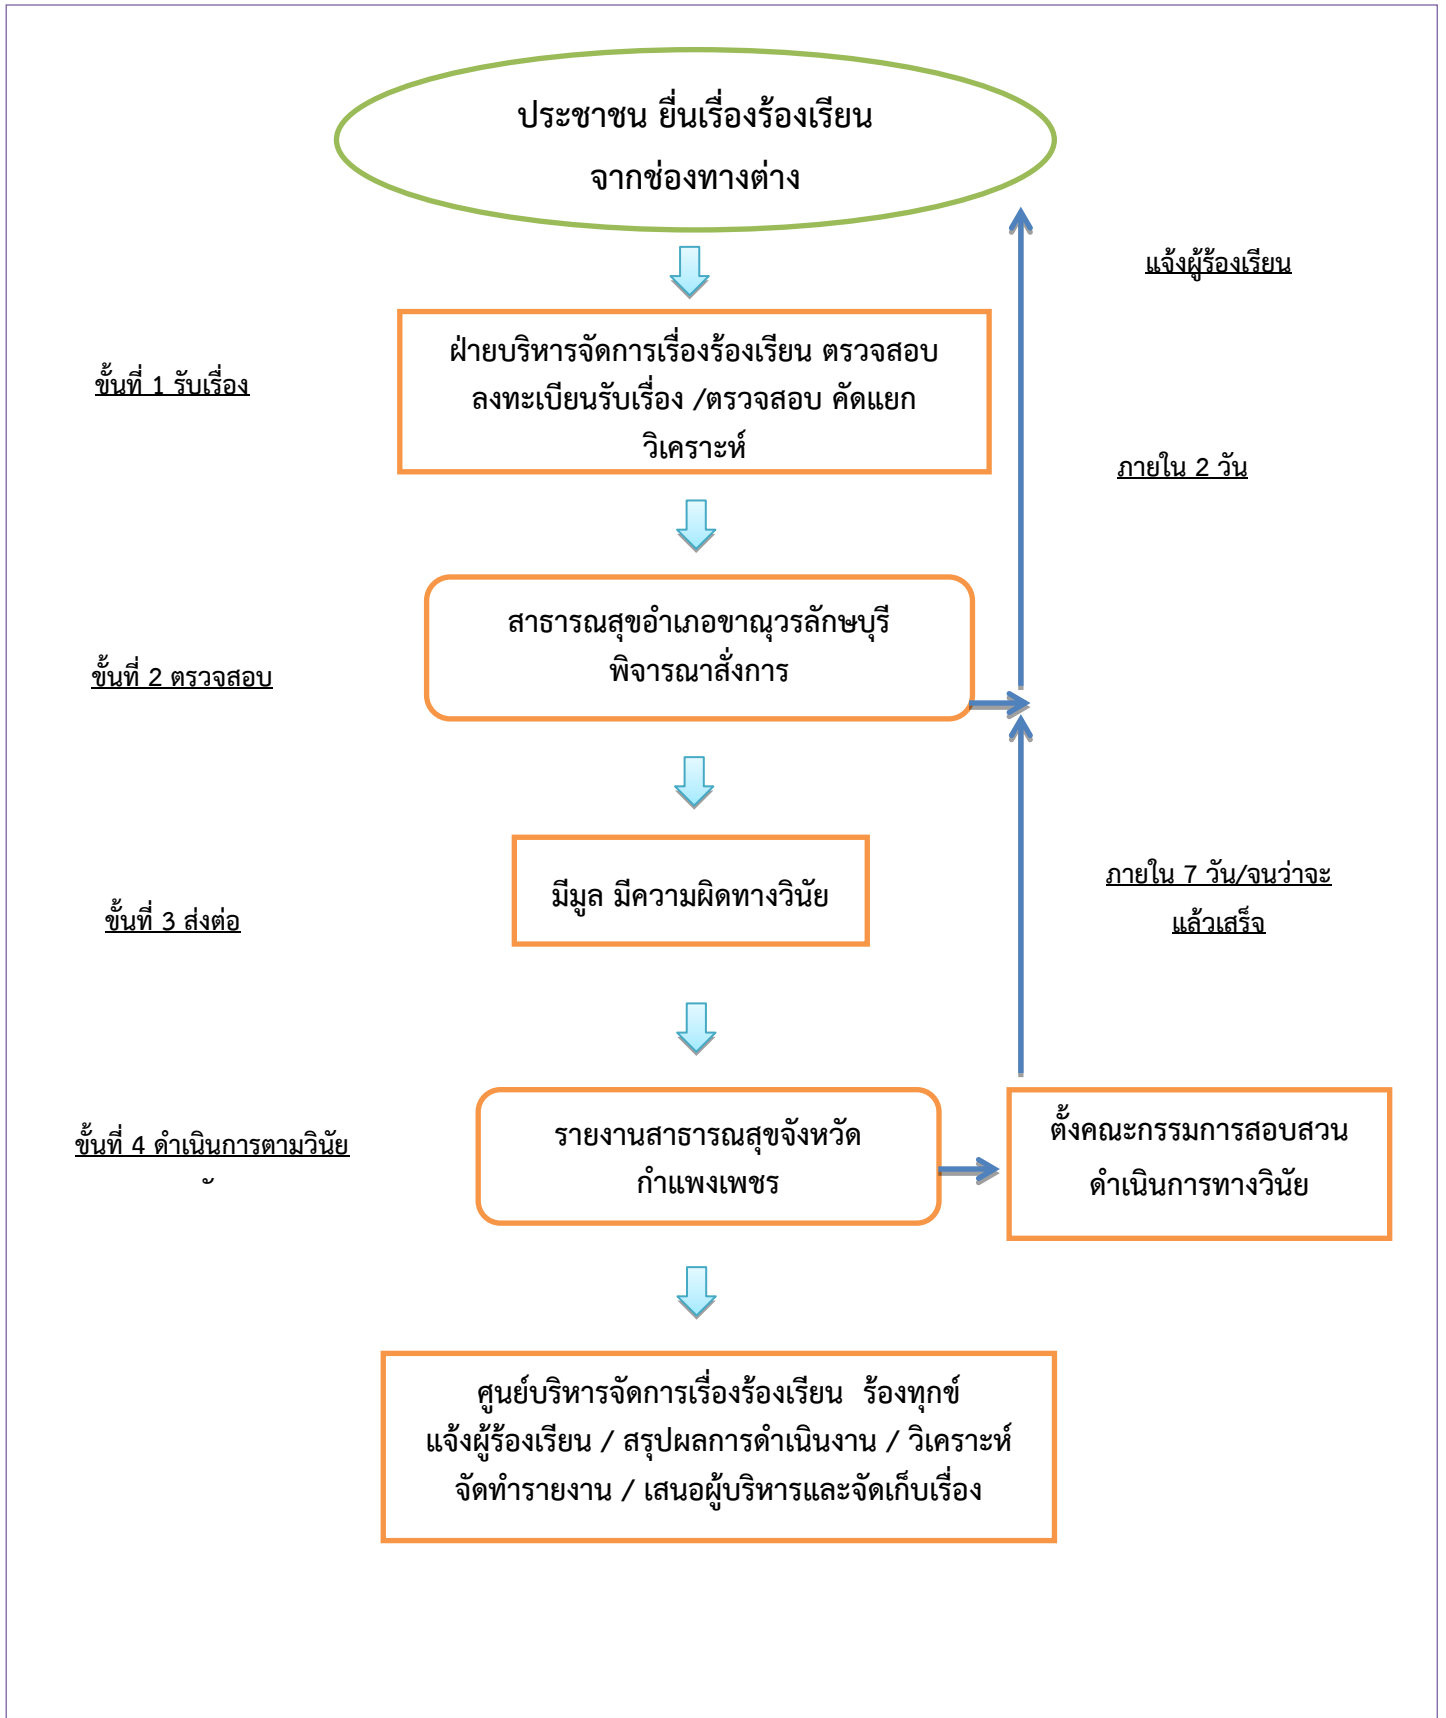 ประชาชน ยื่นเรื่องร้องเรียน
จากช่องทางต่าง
แจ้งผู้ร้องเรียน
ขั้นที่ 1 รับเรื่อง
ฝ่ายบริหารจัดการเรื่องร้องเรียน ตรวจสอบ
ลงทะเบียนรับเรื่อง /ตรวจสอบ คัดแยก
วิเคราะห์
ภายใน 2 วัน
ขั้นที่ 2 ตรวจสอบ
สาธารณสุขอำเภอขาณุวรลักษบุรี
พิจารณาสั่งการ
ขั้นที่ 3 ส่งต่อ
มีมูล มีความผิดทางวินัย
ภายใน 7 วัน/จนว่าจะ
แล้วเสร็จ
ขั้นที่ 4 ดำเนินการตามวินัย
รายงานสาธารณสุขจังหวัด
กำแพงเพชร
ตั้งคณะกรรมการสอบสวน
ดำเนินการทางวินัย
ศูนย์บริหารจัดการเรื่องร้องเรียน  ร้องทุกข์
แจ้งผู้ร้องเรียน / สรุปผลการดำเนินงาน / วิเคราะห์
จัดทำรายงาน / เสนอผู้บริหารและจัดเก็บเรื่อง